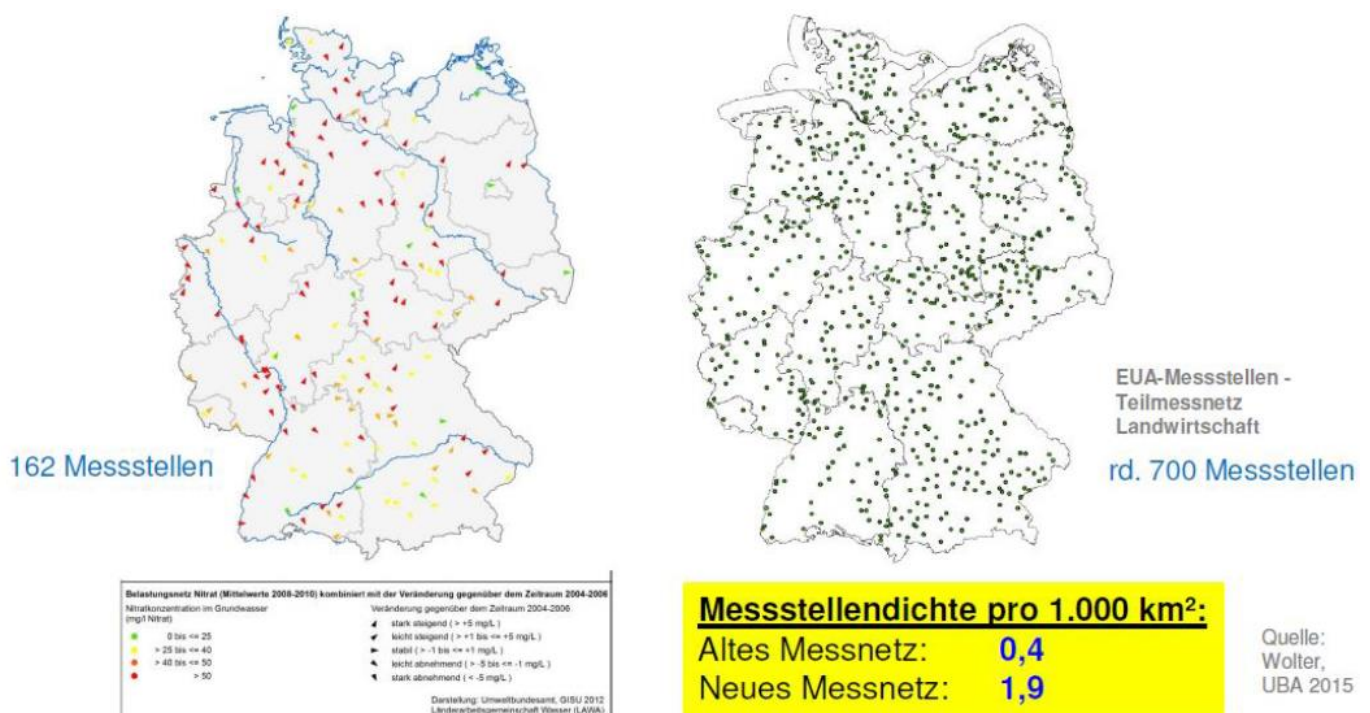 162 Messstellen
EUA-Messstellen -
Teilmessnetz
Landwirtschaft
rd. 700 Messstellen
Belastungsnetz Nitrat (Mittelwerte 2008-2010) kombiniert mit der Veränderung gegenüber dem Zeitraum 2004-2006
Nitratkonzentration im Grundwasser
(mg/l Nitrat)
0 bis <= 25
> 25 bis <= 40
> 40 bis <= 50
> 50
Veränderung gegenüber dem Zeitraum 2004-2006
stark steigend ( > +5 mg/L )
leicht steigend ( > +1 bis <= +5 mg/L )
stabil ( > -1 bis <= +1 mg/L )
leicht abnehmend ( > -5 bis <= -1 mg/L )
stark abnehmend ( < -5 mg/L )
Darstellung: Umweltbundesamt, GISU 2012
Länderarbeitsgemeinschaft Wasser (LAWA)
Messstellendichte pro 1.000 km²:
Altes Messnetz: 0,4
Neues Messnetz: 1,9
Quelle:
Wolter,
UBA 2015